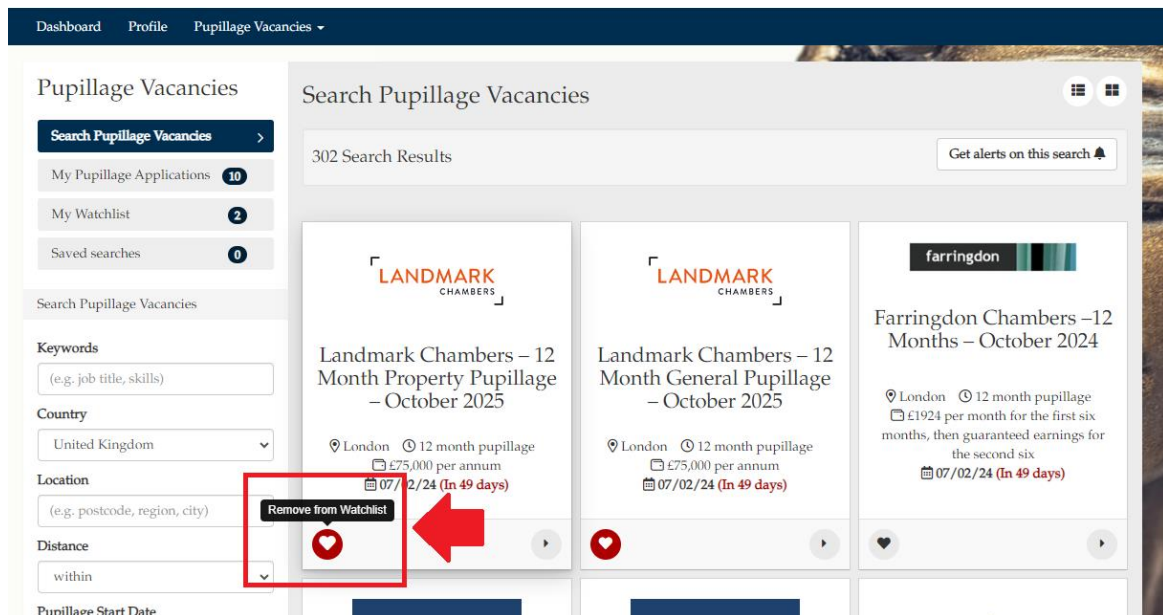 Dashboard Profile Pupillage Vacancies
Pupillage Vacancies
Search Pupillage Vacancies
My Pupillage Applications 10
My Watchlist 2
Saved searches 0
Search Pupillage Vacancies
Keywords
(e.g. job title, skills)
Country
United Kingdom
Location
(e.g. postcode, region, city)
Distance
within
Pupillage Start Date
Search Pupillage Vacancies
302 Search Results
Get alerts on this search
LANDMARK
CHAMBERS
Landmark Chambers – 12
Month Property Pupillage
– October 2025
London 12 month pupillage
£75,000 per annum
07/02/24 (In 49 days)
Remove from Watchlist
LANDMARK
CHAMBERS
Landmark Chambers – 12
Month General Pupillage
– October 2025
London 12 month pupillage
£75,000 per annum
07/02/24 (In 49 days)
farringdon
Farringdon Chambers –12
Months – October 2024
London 12 month pupillage
£1924 per month for the first six
months, then guaranteed earnings for
the second six
07/02/24 (In 49 days)